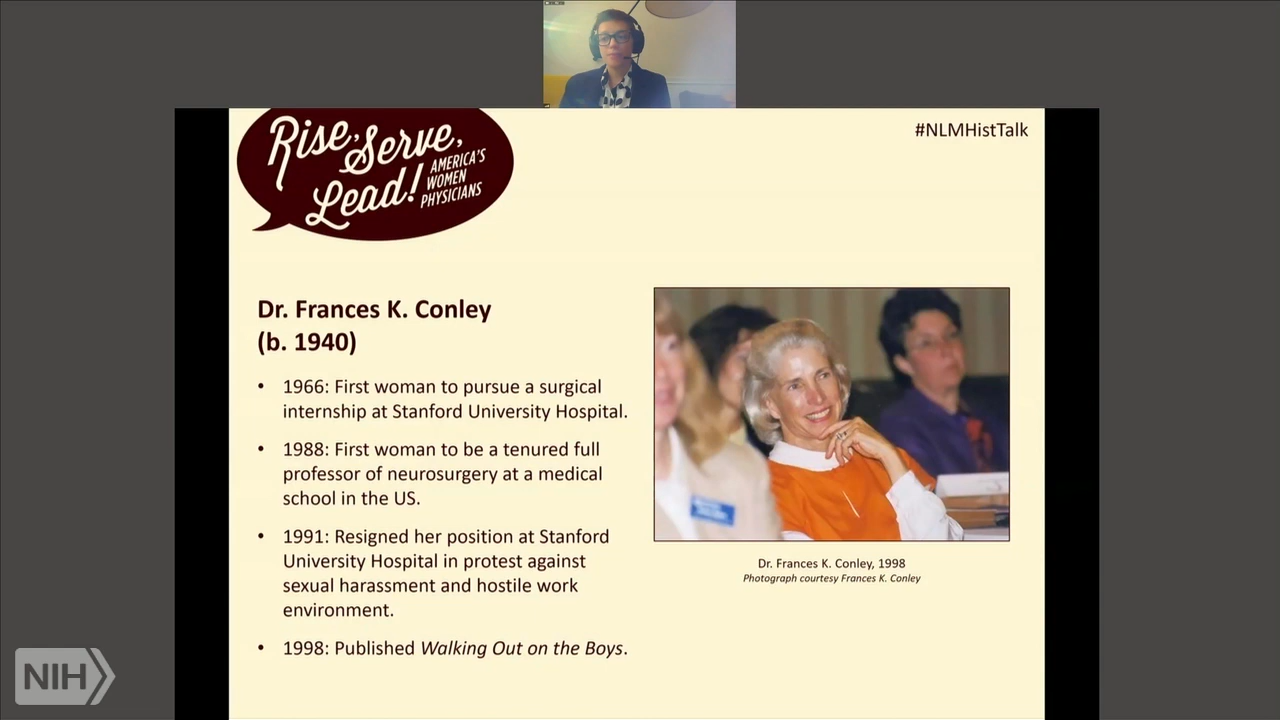 Rise, Serve,
Lead!
AMERICA'S
WOMEN
PHYSICIANS
#NLMHistTalk
Dr. Frances K. Conley
(b. 1940)
• 1966: First woman to pursue a surgical
internship at Stanford University Hospital.
• 1988: First woman to be a tenured full
professor of neurosurgery at a medical
school in the US.
• 1991: Resigned her position at Stanford
University Hospital in protest against
sexual harassment and hostile work
environment.
• 1998: Published Walking Out on the Boys.
Dr. Frances K. Conley, 1998
Photograph courtesy Frances K. Conley
NIH